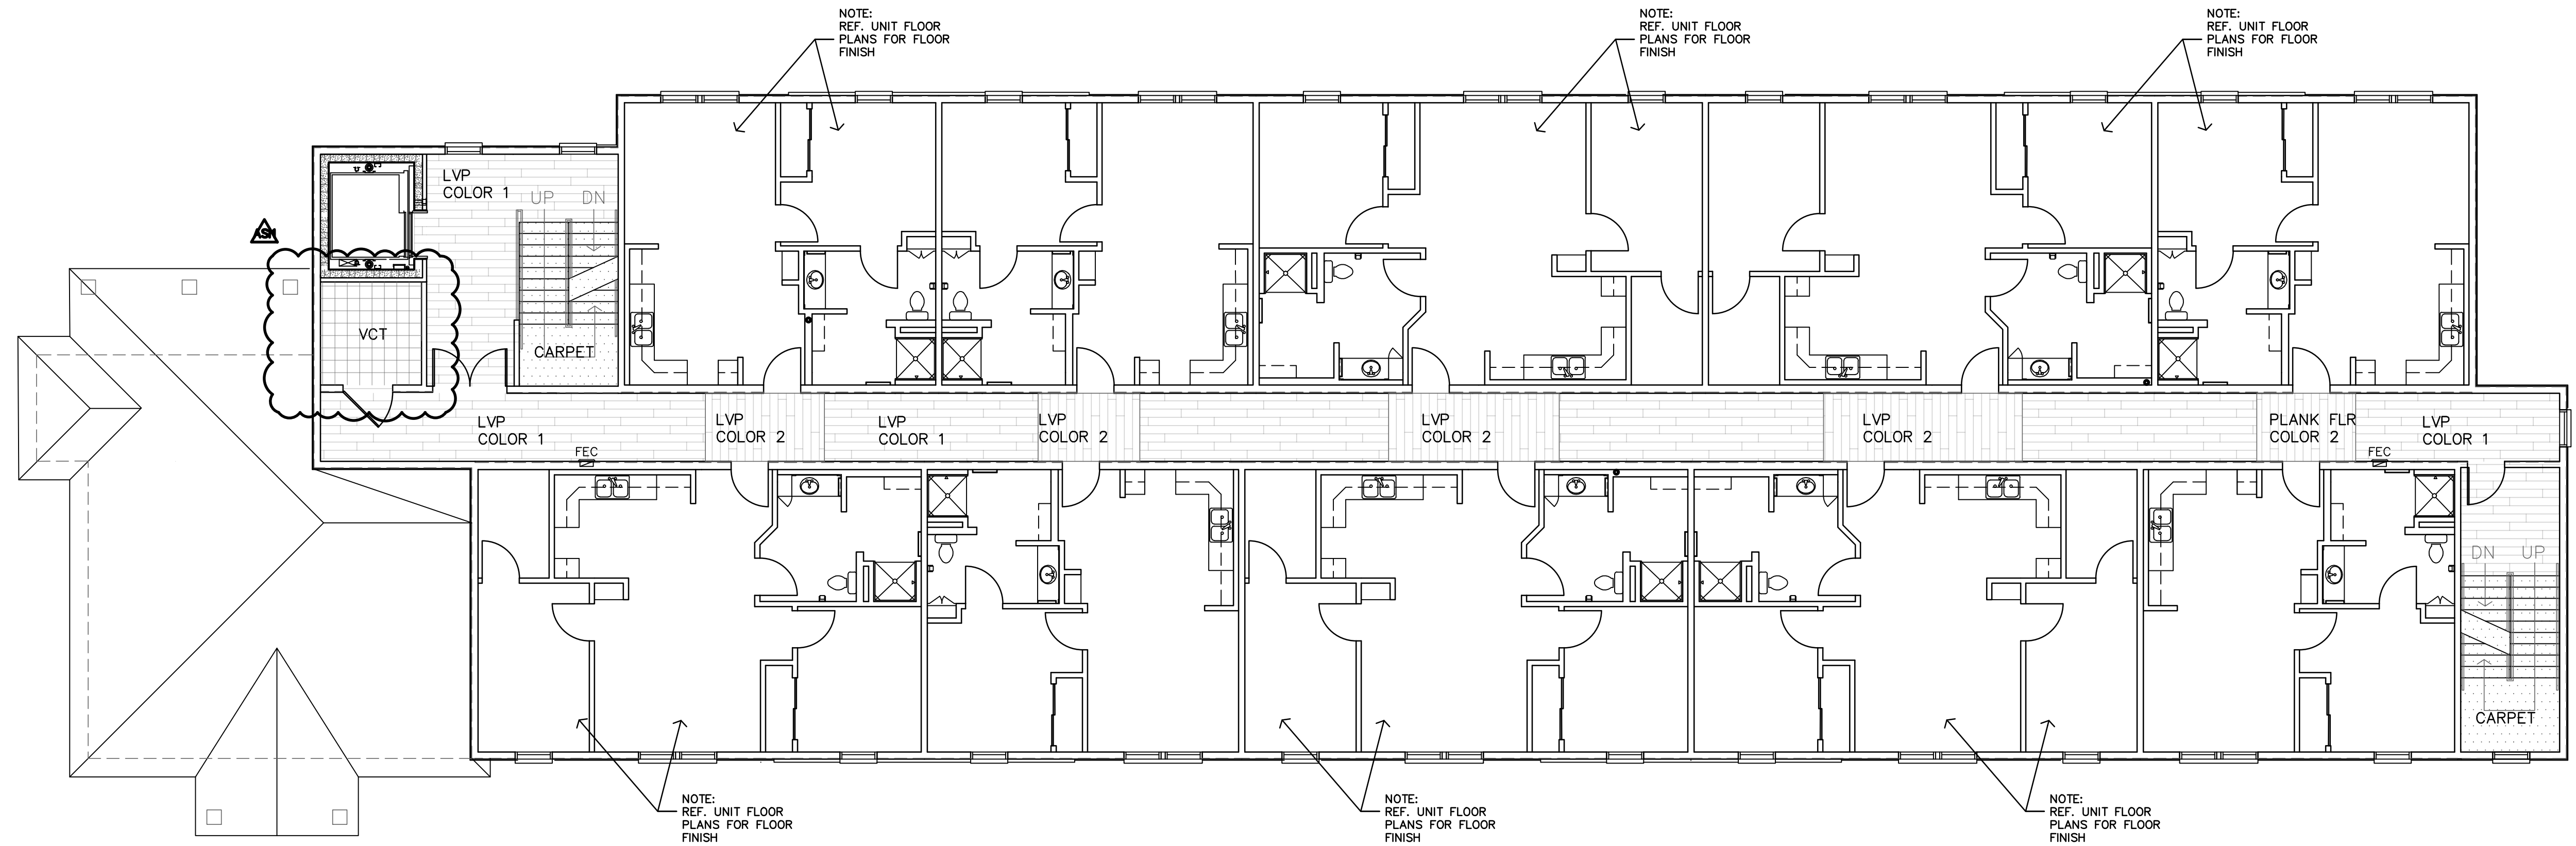 NOTE:
REF. UNIT FLOOR
PLANS FOR FLOOR
FINISH
NOTE:
REF. UNIT FLOOR
PLANS FOR FLOOR
FINISH
NOTE:
REF. UNIT FLOOR
PLANS FOR FLOOR
FINISH
LVP
COLOR 1
UP
DN
VCT
CARPET
LVP
COLOR 1
FEC
LVP
COLOR 2
LVP
COLOR 1
LVP
COLOR 2
LVP
COLOR 2
LVP
COLOR 2
PLANK FLR
COLOR 2
LVP
COLOR 1
FEC
DN
UP
CARPET
NOTE:
REF. UNIT FLOOR
PLANS FOR FLOOR
FINISH
NOTE:
REF. UNIT FLOOR
PLANS FOR FLOOR
FINISH
NOTE:
REF. UNIT FLOOR
PLANS FOR FLOOR
FINISH